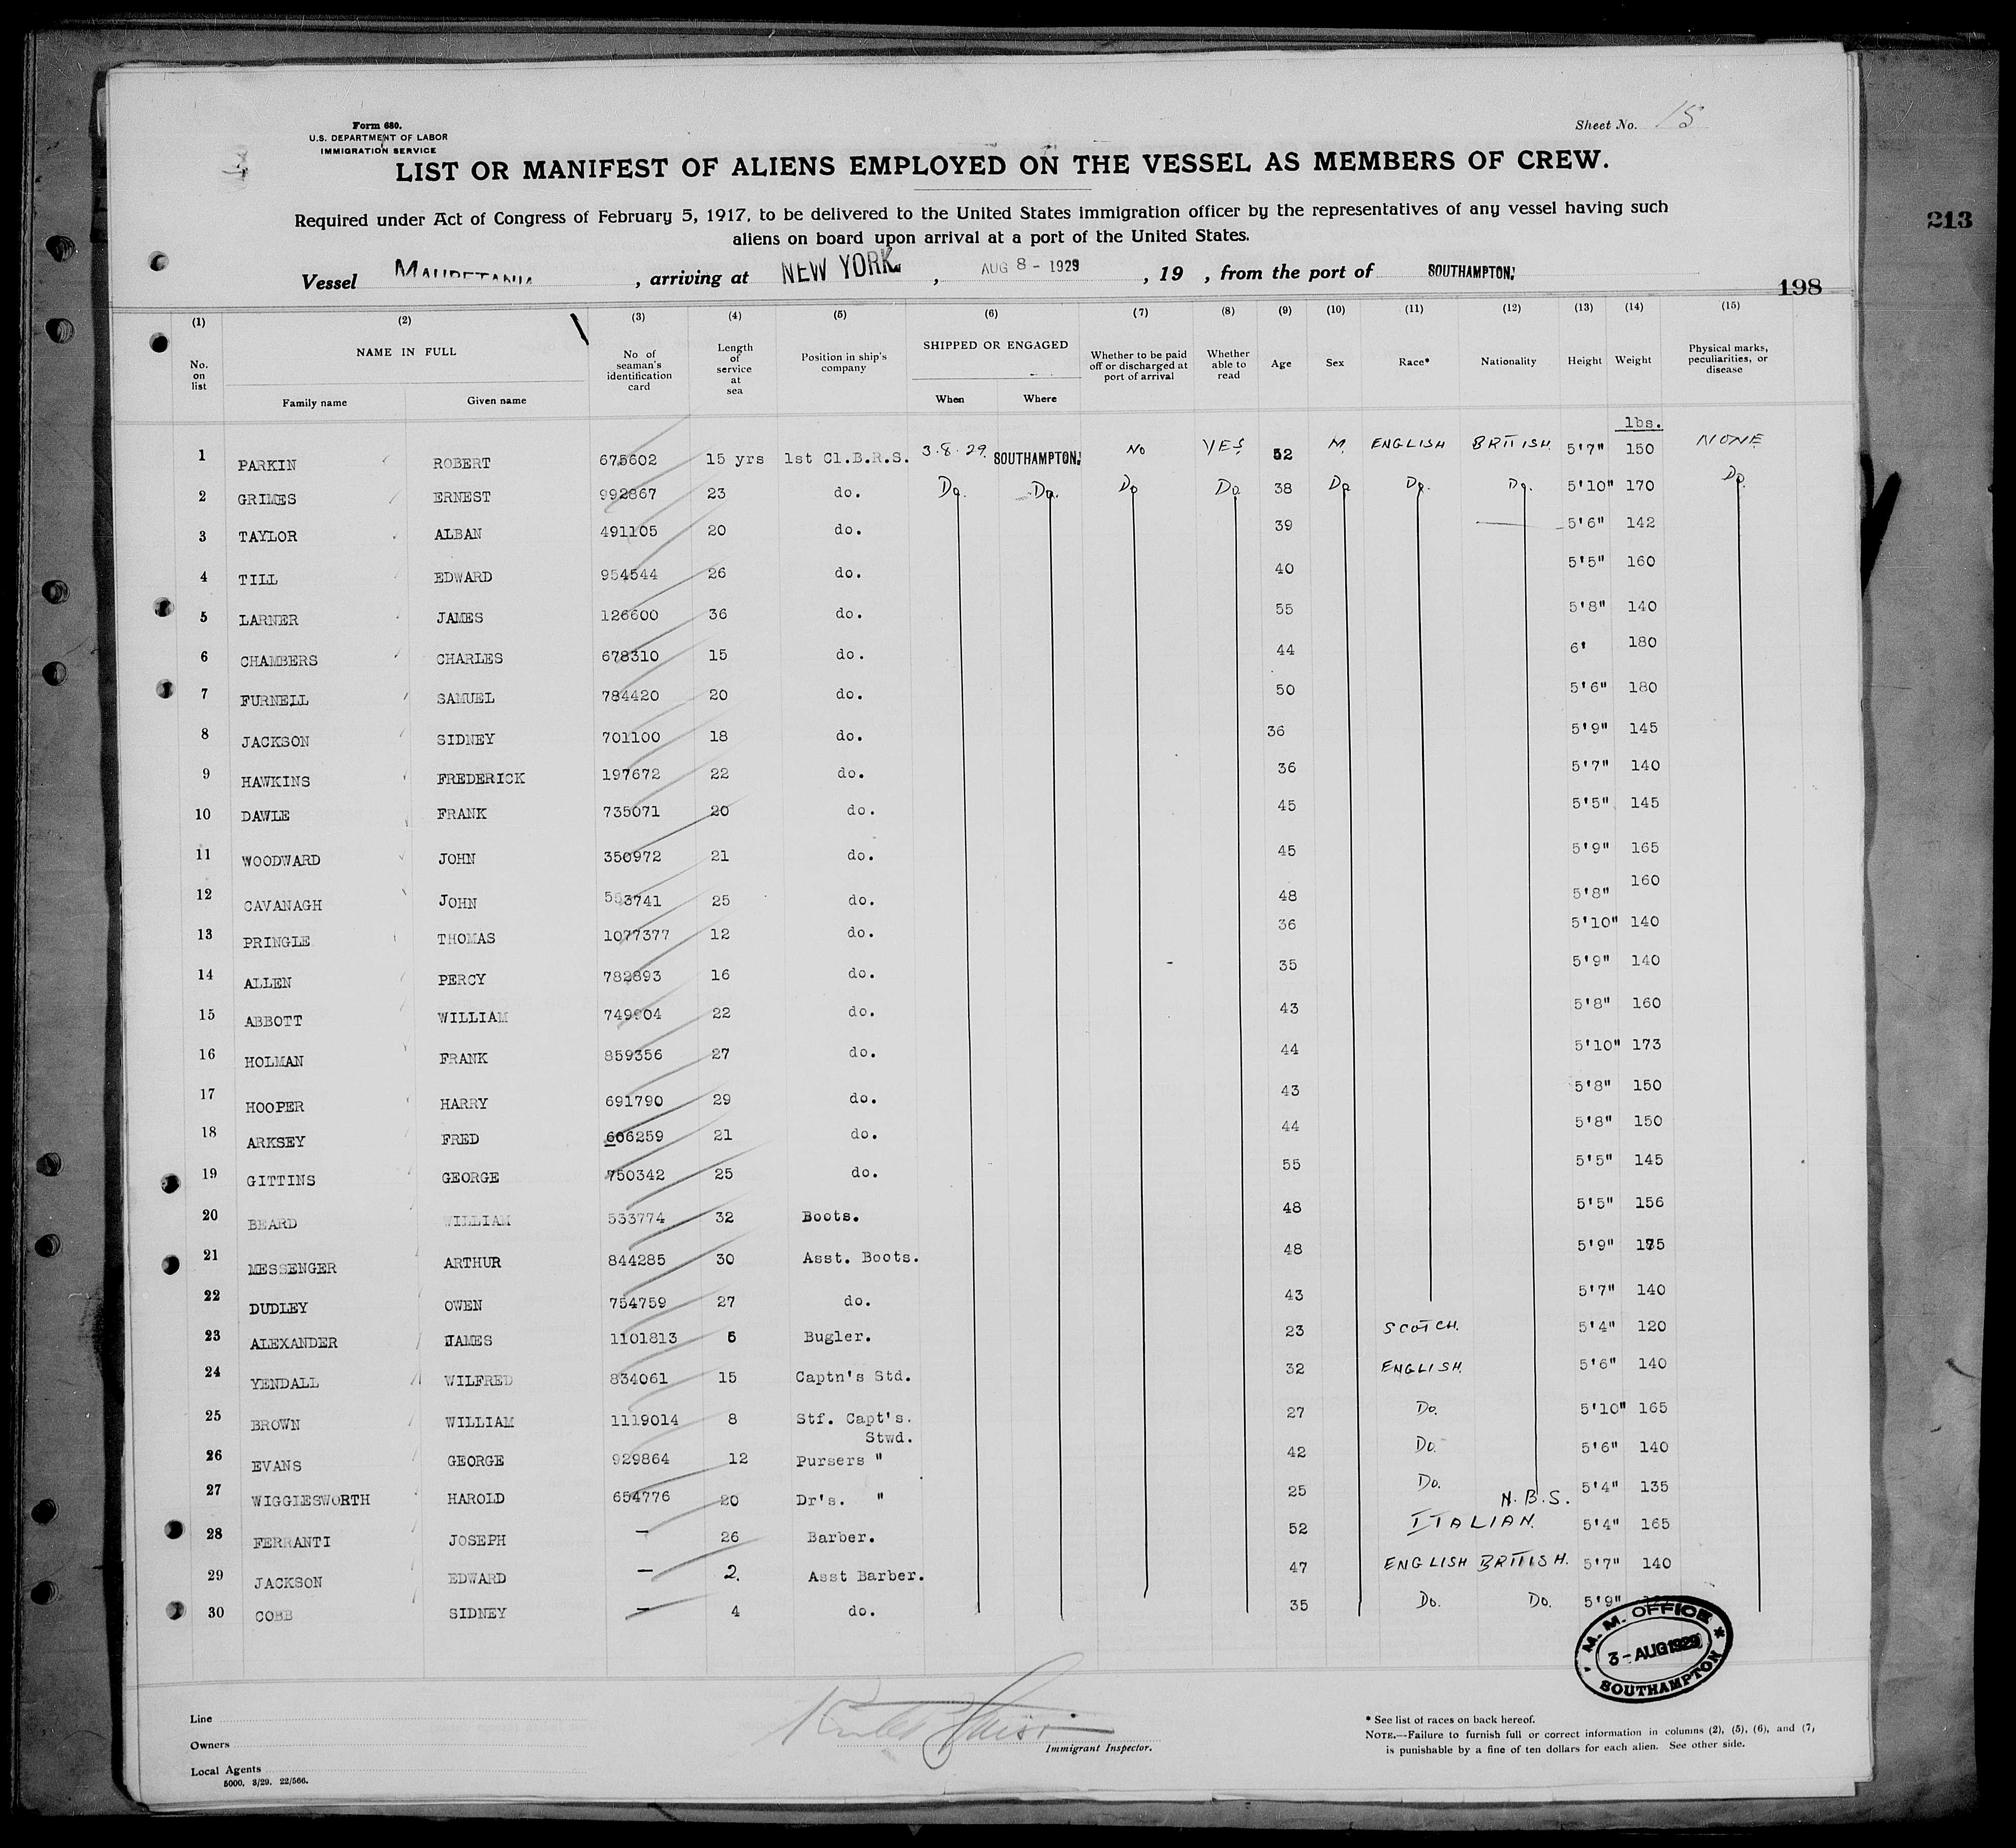 Form 680.
U.S. DEPARTMENT OF LABOR
IMMIGRATION SERVICE
Sheet No. 15
LIST OR MANIFEST OF ALIENS EMPLOYED ON THE VESSEL AS MEMBERS OF CREW.
Required under Act of Congress of February 5, 1917, to be delivered to the United States immigration officer by the representatives of any vessel having such
aliens on board upon arrival at a port of the United States.
213
Vessel MAURETANIA, arriving at NEW YORK, AUG 8 - 1929, 19 , from the port of SOUTHAMPTON.
198
(1) (2) (3) (4) (5) (6) (7) (8) (9) (10) (11) (12) (13) (14) (15)
No. on list NAME IN FULL Family name Given name No of seaman's identification card Length of service at sea Position in ship's company SHIPPED OR ENGAGED When Where Whether to be paid off or discharged at port of arrival Whether able to read Age Sex Race* Nationality Height Weight Physical marks, peculiarities, or disease
lbs.
1 PARKIN ROBERT 675602 15 yrs 1st Cl.B.R.S. 3.8.29. SOUTHAMPTON. NO YES 52 M. ENGLISH BRITISH. 5'7" 150 NONE
2 GRIMES ERNEST 992867 23 do. Do. Do. Do Do 38 Do Do. Do. 5'10" 170 Do.
3 TAYLOR ALBAN 491105 20 do. 39 5'6" 142
4 TILL EDWARD 954544 26 do. 40 5'5" 160
5 LARNER JAMES 126600 36 do. 55 5'8" 140
6 CHAMBERS CHARLES 678310 15 do. 44 6' 180
7 FURNELL SAMUEL 784420 20 do. 50 5'6" 180
8 JACKSON SIDNEY 701100 18 do. 36 5'9" 145
9 HAWKINS FREDERICK 197672 22 do. 36 5'7" 140
10 DAWLE FRANK 735071 20 do. 45 5'5" 145
11 WOODWARD JOHN 350972 21 do. 45 5'9" 165
12 CAVANAGH JOHN 25 do. 48 5'8" 160
13 PRINGLE THOMAS 1077377 12 do. 36 5'10" 140
14 ALLEN PERCY 782893 16 do. 35 5'9" 140
15 ABBOTT WILLIAM 749904 22 do. 43 5'8" 160
16 HOLMAN FRANK 859356 27 do. 44 5'10" 173
17 HOOPER HARRY 691790 29 do. 43 5'8" 150
18 ARKSEY FRED 606259 21 do. 44 5'8" 150
19 GITTINS GEORGE 750342 25 do. 55 5'5" 145
20 BEARD WILLIAM 533774 32 Boots. 48 5'5" 156
21 MESSENGER ARTHUR 844285 30 Asst. Boots. 48 5'9"
22 DUDLEY OWEN 754759 27 do. 43 5'7" 140
23 ALEXANDER JAMES 1101813 5 Bugler. 23 SCOTCH. 5'4" 120
24 YENDALL WILFRED 834061 15 Captn's Std. 32 ENGLISH. 5'6" 140
25 BROWN WILLIAM 1119014 8 Stf. Capt's. 27 Do. 5'10" 165
Stwd.
26 EVANS GEORGE 929864 12 Pursers " 42 Do. 5'6" 140
27 WIGGLESWORTH HAROLD 654776 20 Dr's. " 25 Do. 5'4" 135
N.B.S.
28 FERRANTI JOSEPH — 26 Barber. 52 ITALIAN. 5'4" 165
29 JACKSON EDWARD — 2. Asst Barber. 47 ENGLISH BRITISH. 5'7" 140
30 COBB SIDNEY — 4 do. 35 Do. Do. 5'9"
M. M. OFFICE
3 - AUG 1929
SOUTHAMPTON
Line
Owners
Local Agents
5000. 3/29. 22/566.
Immigrant Inspector.
* See list of races on back hereof.
NOTE.—Failure to furnish full or correct information in columns (2), (5), (6), and (7,
is punishable by a fine of ten dollars for each alien. See other side.